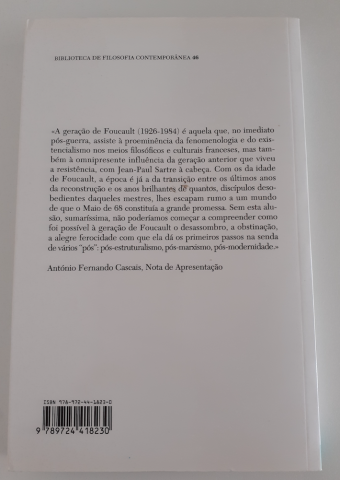 BIBLIOTECA DE FILOSOFIA CONTEMPORÂNEA 46
«A geração de Foucault (1926-1984) é aquela que, no imediato
pós-guerra, assiste à proeminência da fenomenologia e do exis-
tencialismo nos meios filosóficos e culturais franceses, mas tam-
bém à omnipresente influência da geração anterior que viveu
a resistência, com Jean-Paul Sartre à cabeça. Com os da idade
de Foucault, a época é já a da transição entre os últimos anos
da reconstrução e os anos brilhantes de quantos, discípulos deso-
bedientes daqueles mestres, lhes escapam rumo a um mundo
de que o Maio de 68 constituía a grande promessa. Sem esta alu-
são, sumaríssima, não poderíamos começar a compreender como
foi possível à geração de Foucault o desassombro, a obstinação,
a alegre ferocidade com que ela dá os primeiros passos na senda
de vários "pós": pós-estruturalismo, pós-marxismo, pós-modernidade.»
António Fernando Cascais, Nota de Apresentação
ISBN 978-972-44-1823-0
9 789724 418230